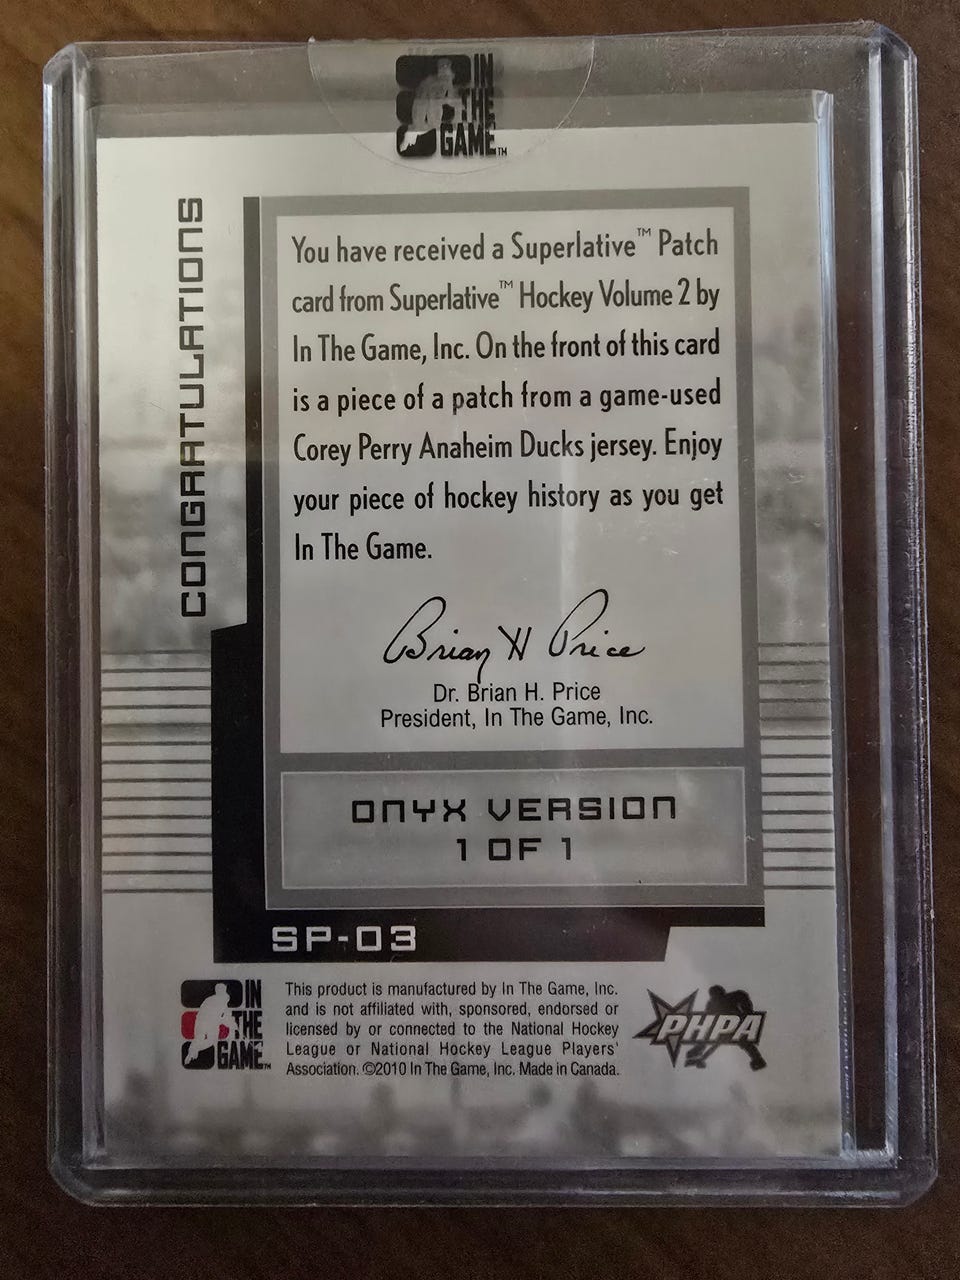 IN
THE
GAME™
CONGRATULATIONS
You have received a Superlative™ Patch
card from Superlative™ Hockey Volume 2 by
In The Game, Inc. On the front of this card
is a piece of a patch from a game-used
Corey Perry Anaheim Ducks jersey. Enjoy
your piece of hockey history as you get
In The Game.
Brian H Price
Dr. Brian H. Price
President, In The Game, Inc.
ONYX VERSION
1 OF 1
SP-03
IN
THE
GAME™
This product is manufactured by In The Game, Inc.
and is not affiliated with, sponsored, endorsed or
licensed by or connected to the National Hockey
League or National Hockey League Players'
Association. ©2010 In The Game, Inc. Made in Canada.
PHPA